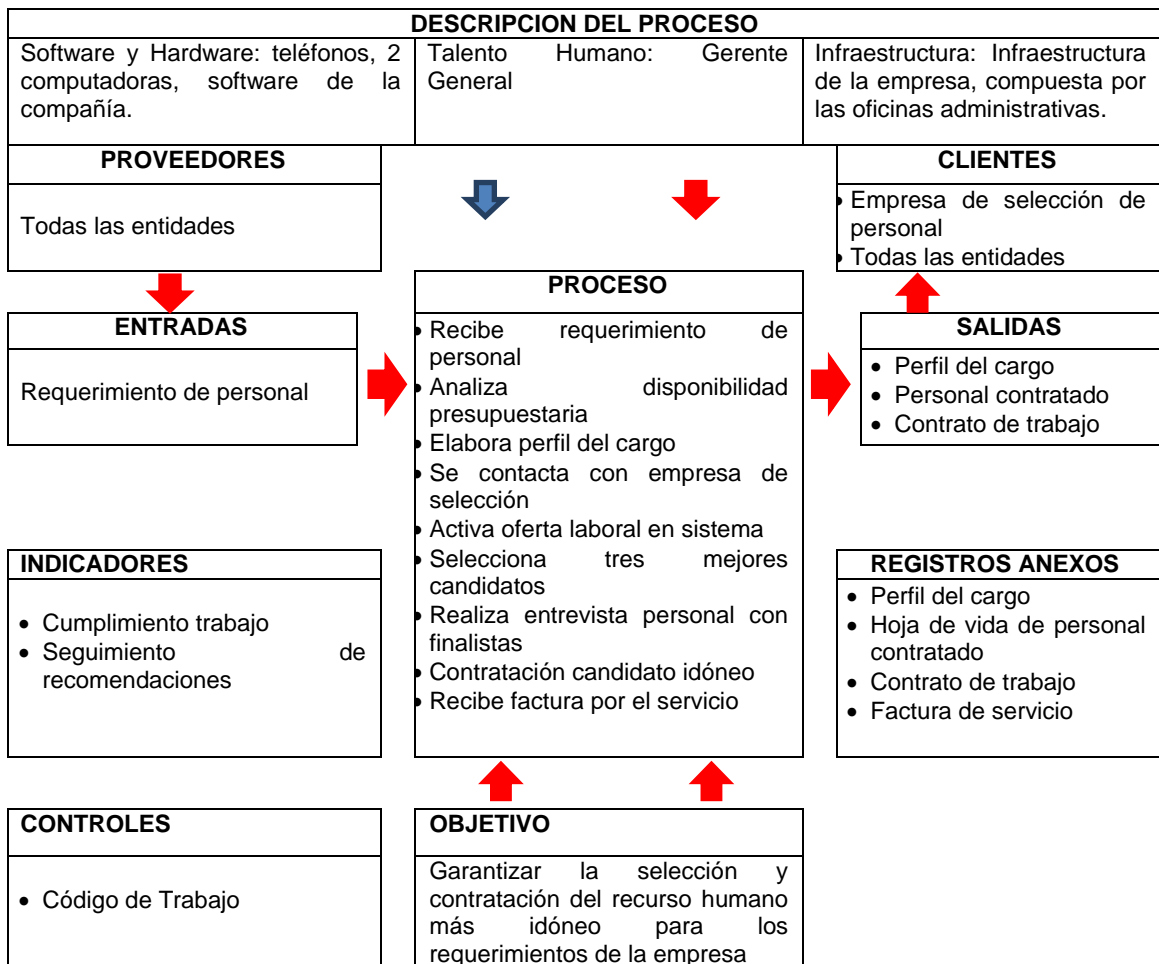 DESCRIPCION DEL PROCESO
Software y Hardware: teléfonos, 2
computadoras, software de la
compañía.
Talento Humano: Gerente
General
Infraestructura: Infraestructura
de la empresa, compuesta por
las oficinas administrativas.
PROVEEDORES
Todas las entidades
CLIENTES
• Empresa de selección de
personal
• Todas las entidades
ENTRADAS
Requerimiento de personal
PROCESO
• Recibe requerimiento de
personal
• Analiza disponibilidad
presupuestaria
• Elabora perfil del cargo
• Se contacta con empresa de
selección
• Activa oferta laboral en sistema
• Selecciona tres mejores
candidatos
• Realiza entrevista personal con
finalistas
• Contratación candidato idóneo
• Recibe factura por el servicio
SALIDAS
• Perfil del cargo
• Personal contratado
• Contrato de trabajo
INDICADORES
• Cumplimiento trabajo
• Seguimiento de
recomendaciones
REGISTROS ANEXOS
• Perfil del cargo
• Hoja de vida de personal
contratado
• Contrato de trabajo
• Factura de servicio
CONTROLES
• Código de Trabajo
OBJETIVO
Garantizar la selección y
contratación del recurso humano
más idóneo para los
requerimientos de la empresa